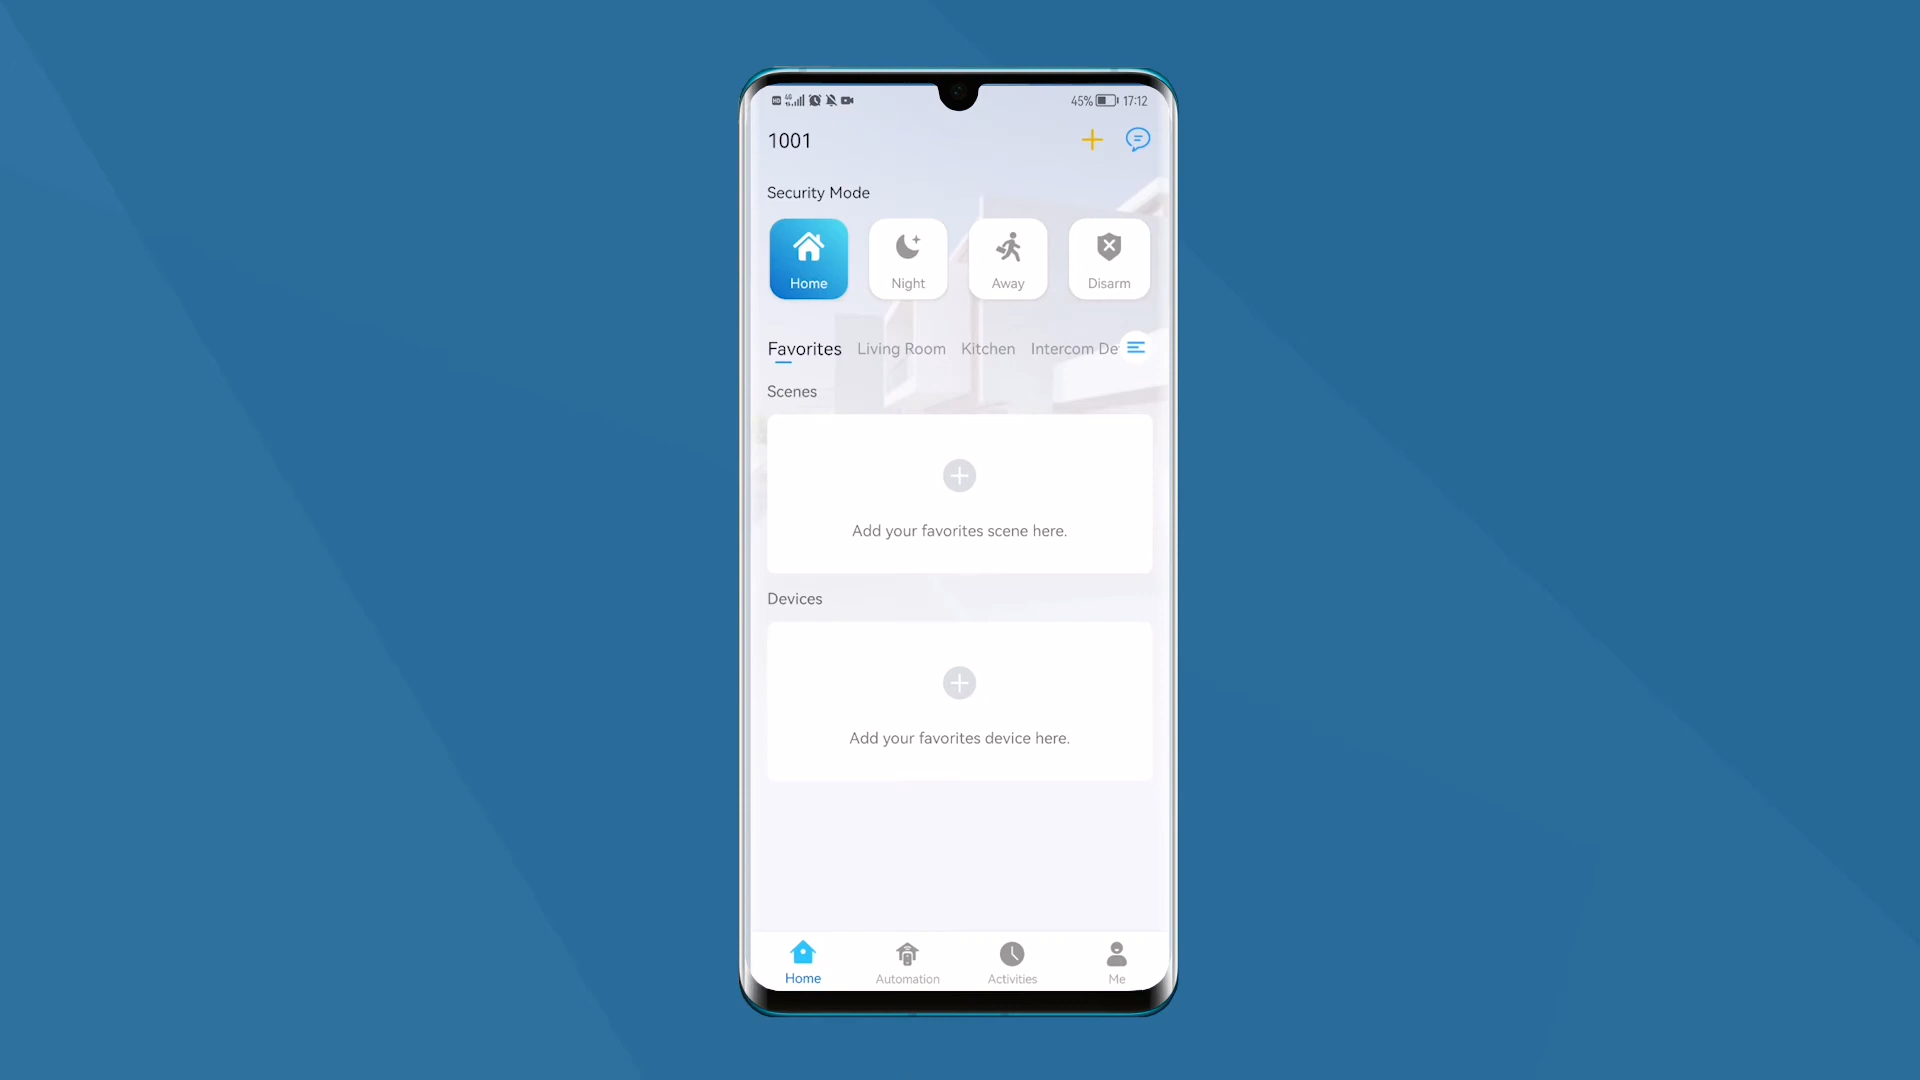 45% 17:12
1001
Security Mode
Home Night Away Disarm
Favorites Living Room Kitchen Intercom De
Scenes
Add your favorites scene here.
Devices
Add your favorites device here.
Home Automation Activities Me